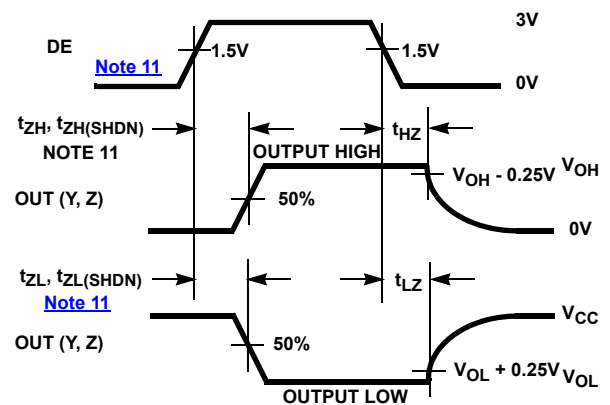 3V
DE
1.5V
1.5V
Note 11
0V
tZH, tZH(SHDN)
NOTE 11
tHZ
OUTPUT HIGH
VOH - 0.25V
VOH
OUT (Y, Z)
50%
0V
tZL, tZL(SHDN)
Note 11
tLZ
VCC
OUT (Y, Z)
50%
VOL + 0.25V
VOL
OUTPUT LOW